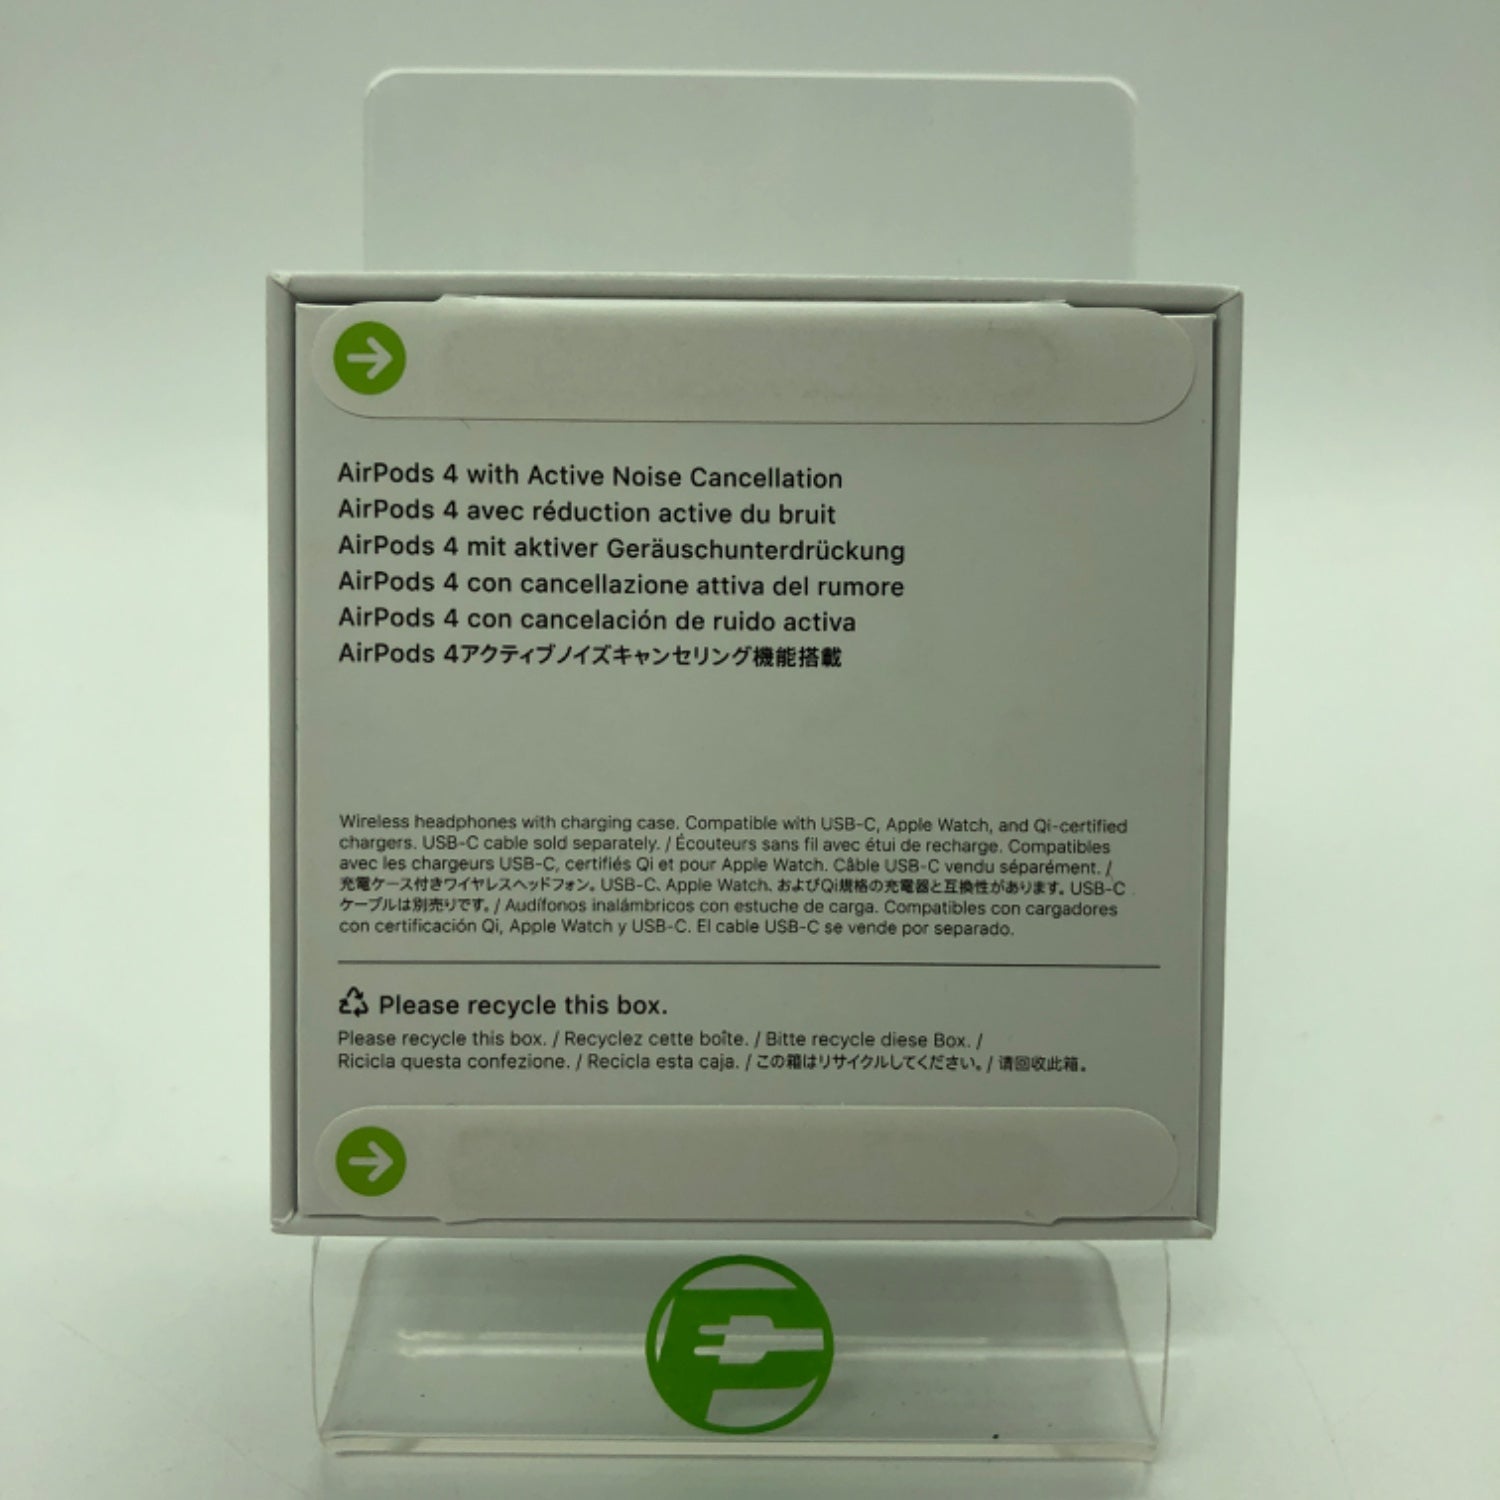 AirPods 4 with Active Noise Cancellation
AirPods 4 avec réduction active du bruit
AirPods 4 mit aktiver Geräuschunterdrückung
AirPods 4 con cancellazione attiva del rumore
AirPods 4 con cancelación de ruido activa
AirPods 4アクティブノイズキャンセリング機能搭載
Wireless headphones with charging case. Compatible with USB-C, Apple Watch, and Qi-certified
chargers. USB-C cable sold separately. / Écouteurs sans fil avec étui de recharge. Compatibles
avec les chargeurs USB-C, certifiés Qi et pour Apple Watch. Câble USB-C vendu séparément. /
充電ケース付きワイヤレスヘッドフォン。USB-C、Apple Watch、およびQi規格の充電器と互換性があります。USB-C
ケーブルは別売りです。/ Audífonos inalámbricos con estuche de carga. Compatibles con cargadores
con certificación Qi, Apple Watch y USB-C. El cable USB-C se vende por separado.
Please recycle this box.
Please recycle this box. / Recyclez cette boîte. / Bitte recycle diese Box. /
Ricicla questa confezione. / Recicla esta caja. / この箱はリサイクルしてください。/ 请回收此箱。